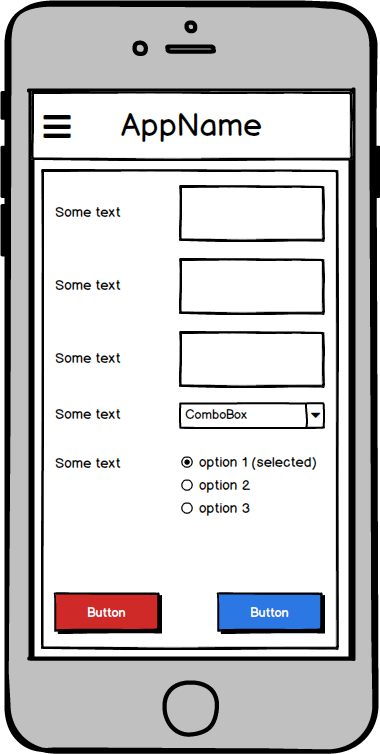 AppName
Some text
Some text
Some text
Some text ComboBox
Some text option 1 (selected)
option 2
option 3
Button Button